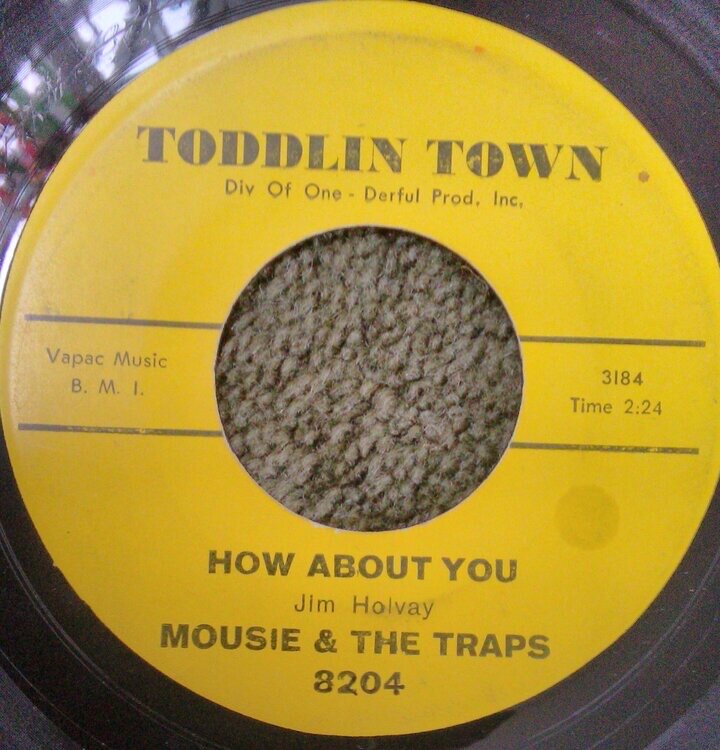 TODDLIN TOWN
Div Of One - Derful Prod, Inc,
Vapac Music
B. M. I.
3184
Time 2:24
HOW ABOUT YOU
Jim Holvay
MOUSIE & THE TRAPS
8204